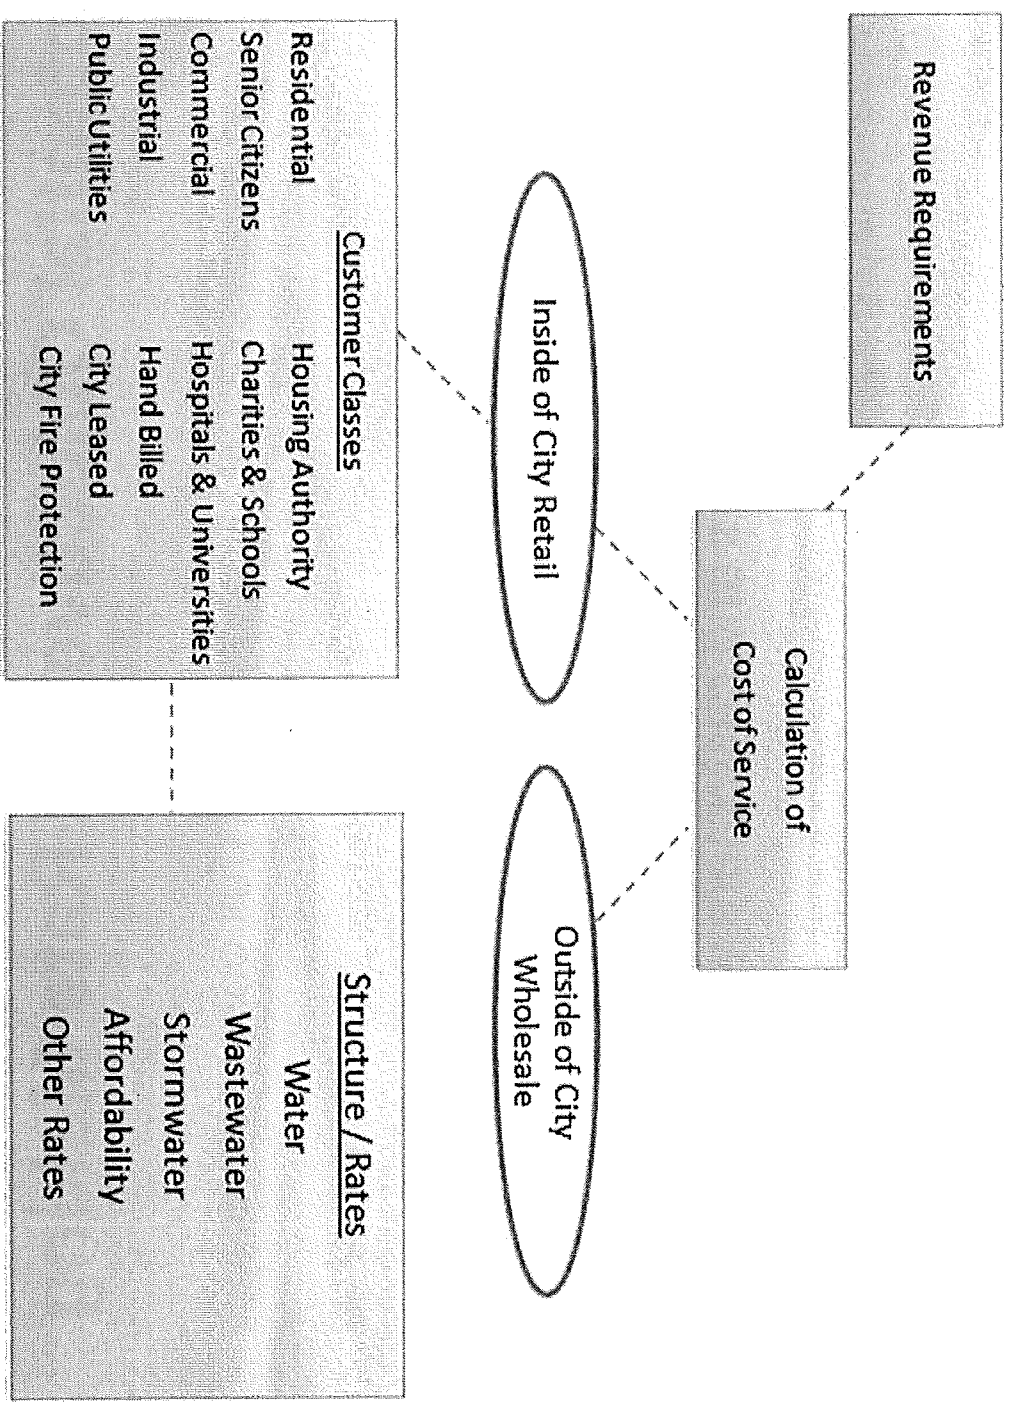 Revenue Requirements
Calculation of
Cost of Service
Inside of City Retail
Outside of City
Wholesale
Customer Classes
Residential
Senior Citizens
Commercial
Industrial
Public Utilities
Housing Authority
Charities & Schools
Hospitals & Universities
Hand Billed
City Leased
City Fire Protection
Structure / Rates
Water
Wastewater
Stormwater
Affordability
Other Rates